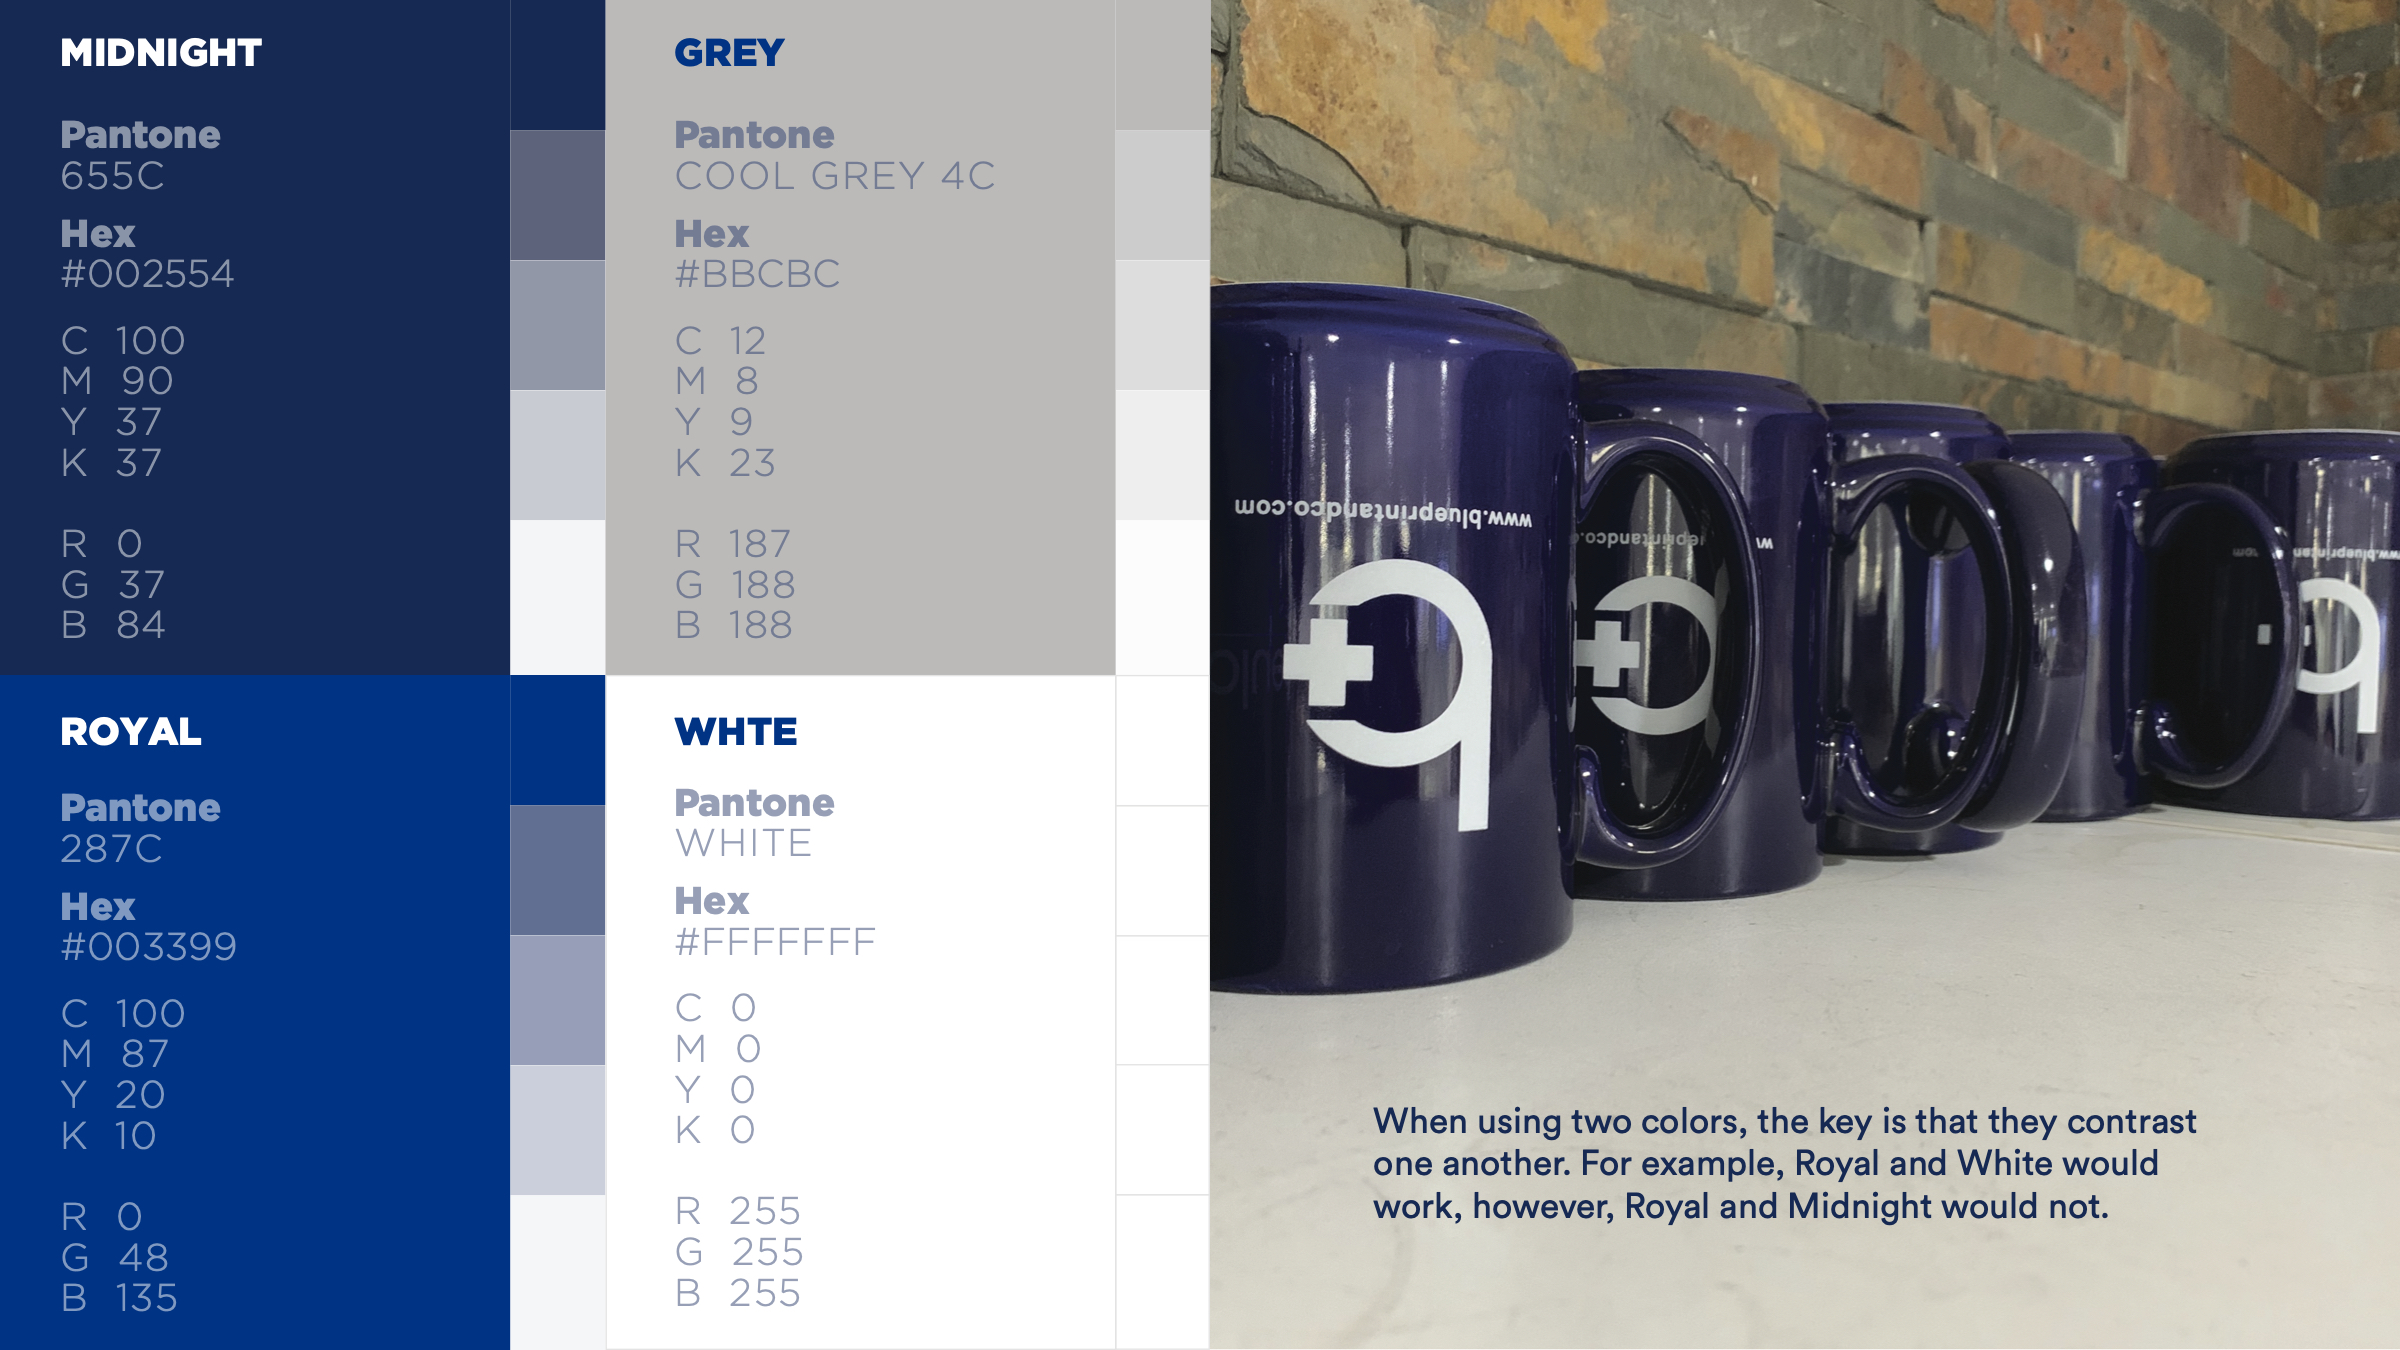 MIDNIGHT
Pantone
655C
Hex
#002554
C 100
M 90
Y 37
K 37
R 0
G 37
B 84
GREY
Pantone
COOL GREY 4C
Hex
#BBCBC
C 12
M 8
Y 9
K 23
R 187
G 188
B 188
ROYAL
Pantone
287C
Hex
#003399
C 100
M 87
Y 20
K 10
R 0
G 48
B 135
WHTE
Pantone
WHITE
Hex
#FFFFFFF
C 0
M 0
Y 0
K 0
R 255
G 255
B 255
www.blueprintandco.com
When using two colors, the key is that they contrast
one another. For example, Royal and White would
work, however, Royal and Midnight would not.